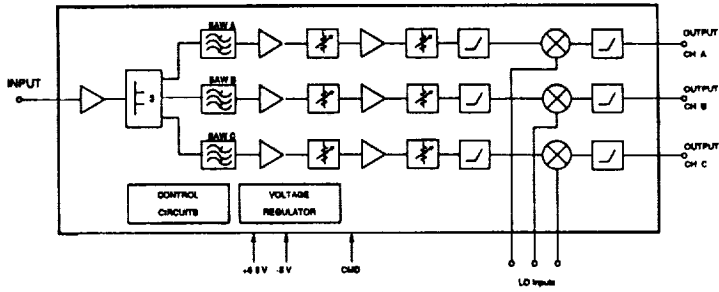 SAW A
OUTPUT
CH A
INPUT
3
SAW B
OUTPUT
CH B
SAW C
OUTPUT
CH C
CONTROL
CIRCUITS
VOLTAGE
REGULATOR
-5 V
CMD
LO Inputs